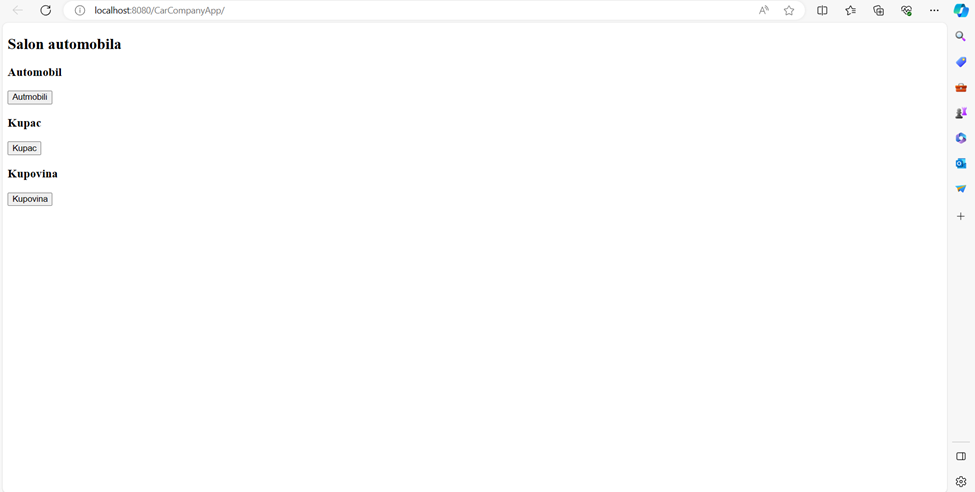 localhost:8080/CarCompanyApp/
Salon automobila
Automobil
Autmobili
Kupac
Kupac
Kupovina
Kupovina